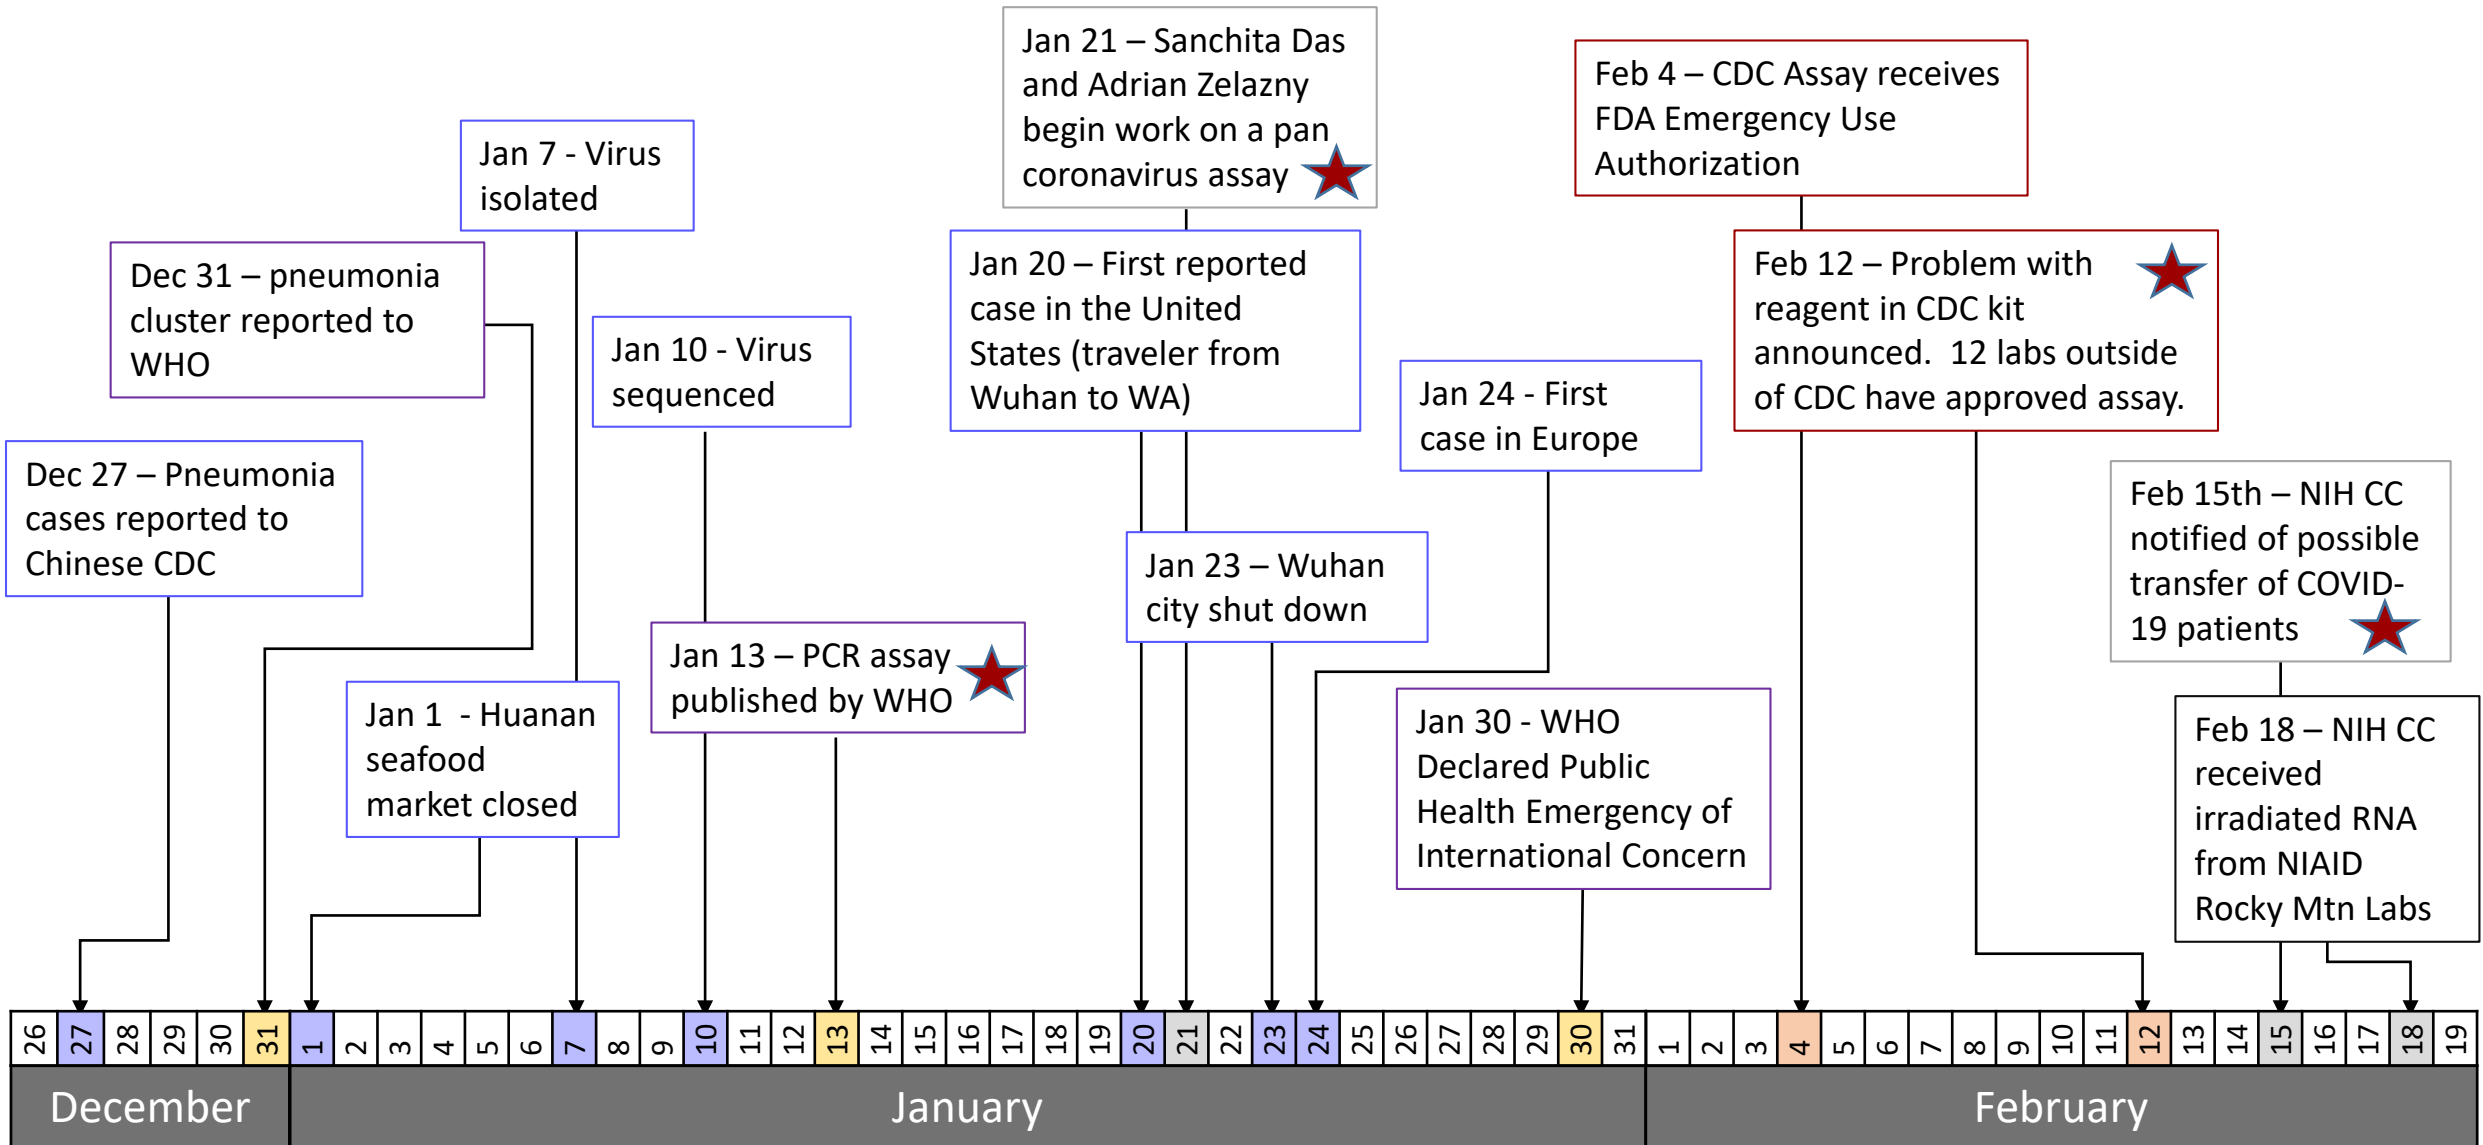 Jan 21 – Sanchita Das
and Adrian Zelazny
begin work on a pan
coronavirus assay
Feb 4 – CDC Assay receives
FDA Emergency Use
Authorization
Jan 7 - Virus
isolated
Dec 31 – pneumonia
cluster reported to
WHO
Jan 20 – First reported
case in the United
States (traveler from
Wuhan to WA)
Feb 12 – Problem with
reagent in CDC kit
announced.  12 labs outside
of CDC have approved assay.
Jan 10 - Virus
sequenced
Jan 24 - First
case in Europe
Dec 27 – Pneumonia
cases reported to
Chinese CDC
Feb 15th – NIH CC
notified of possible
transfer of COVID-
19 patients
Jan 23 – Wuhan
city shut down
Jan 13 – PCR assay
published by WHO
Jan 1  - Huanan
seafood
market closed
Jan 30 - WHO
Declared Public
Health Emergency of
International Concern
Feb 18 – NIH CC
received
irradiated RNA
from NIAID
Rocky Mtn Labs
26 27 28 29 30 31 1 2 3 4 5 6 7 8 9 10 11 12 13 14 15 16 17 18 19 20 21 22 23 24 25 26 27 28 29 30 31 1 2 3 4 5 6 7 8 9 10 11 12 13 14 15 16 17 18 19
December January February